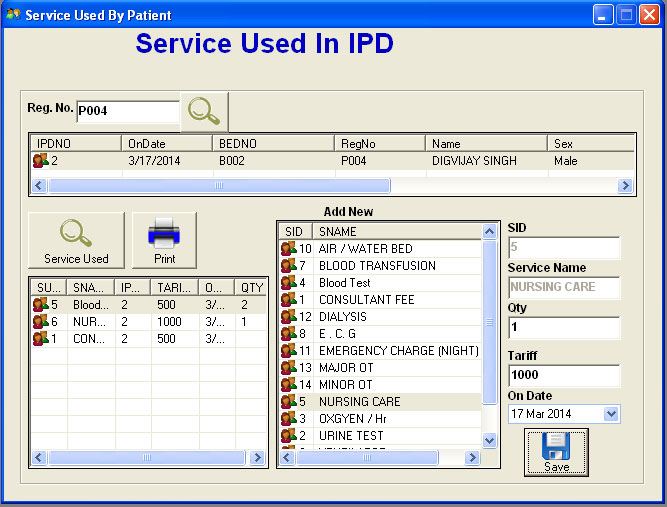 Service Used By Patient
Service Used In IPD
Reg. No. P004
IPDNO OnDate BEDNO RegNo Name Sex
2 3/17/2014 B002 P004 DIGVIJAY SINGH Male
Service Used Print
SU... SNA... IP... TARI... O... QTY
5 Blood... 2 500 3/... 2
6 NUR... 2 1000 3/... 1
1 CON... 2 500 3/...
Add New
SID SNAME
10 AIR / WATER BED
7 BLOOD TRANSFUSION
4 Blood Test
1 CONSULTANT FEE
12 DIALYSIS
8 E . C. G
11 EMERGENCY CHARGE (NIGHT)
13 MAJOR OT
14 MINOR OT
5 NURSING CARE
3 OXGYEN / Hr
2 URINE TEST
SID
5
Service Name
NURSING CARE
Qty
1
Tariff
1000
On Date
17 Mar 2014
Save